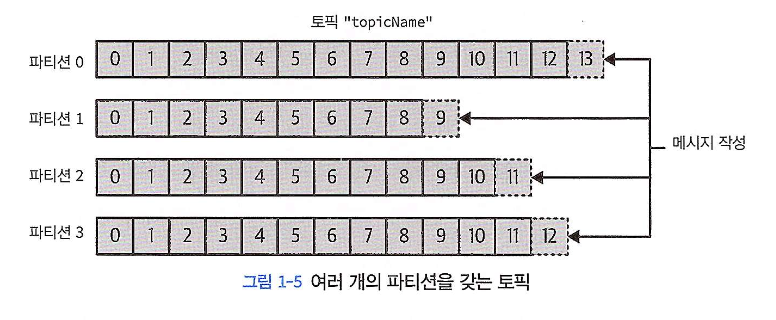 토픽 "topicName"
파티션 0 0 1 2 3 4 5 6 7 8 9 10 11 12 13
파티션 1 0 1 2 3 4 5 6 7 8 9
메시지 작성
파티션 2 0 1 2 3 4 5 6 7 8 9 10 11
파티션 3 0 1 2 3 4 5 6 7 8 9 10 11 12
그림 1-5 여러 개의 파티션을 갖는 토픽